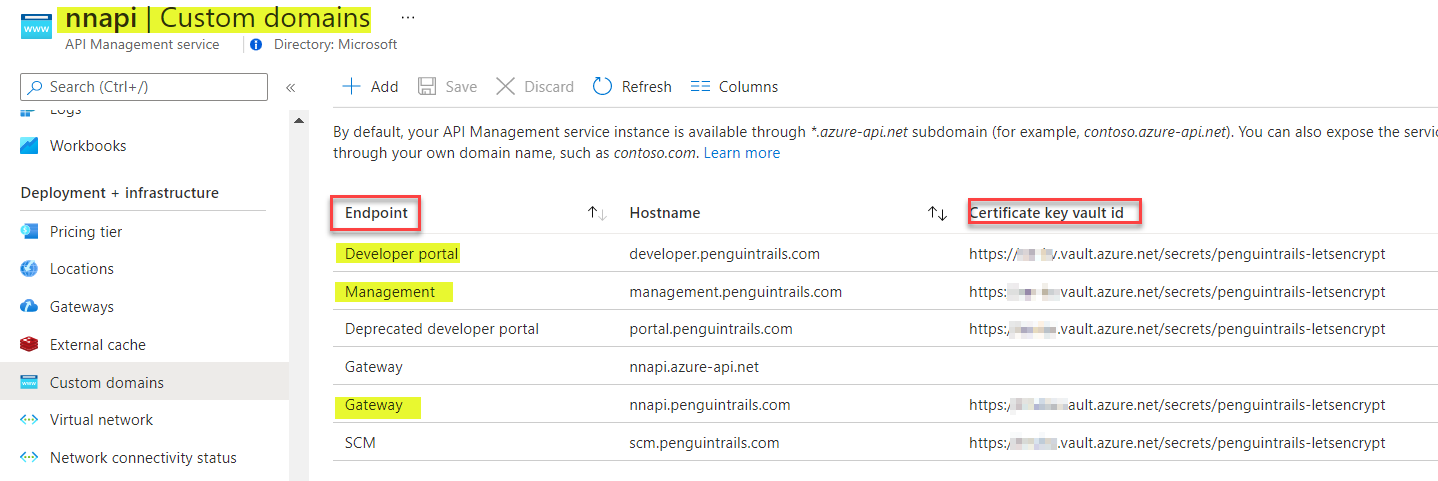 www
nnapi | Custom domains ...
API Management service
Directory: Microsoft
Search (Ctrl+/)
«
Add
Save
Discard
Refresh
Columns
Logs
Workbooks
Deployment + infrastructure
Pricing tier
Locations
Gateways
External cache
Custom domains
Virtual network
Network connectivity status
By default, your API Management service instance is available through *.azure-api.net subdomain (for example, contoso.azure-api.net). You can also expose the servic
through your own domain name, such as contoso.com. Learn more
Endpoint Hostname Certificate key vault id
Developer portal developer.penguintrails.com https:// .vault.azure.net/secrets/penguintrails-letsencrypt
Management management.penguintrails.com https: vault.azure.net/secrets/penguintrails-letsencrypt
Deprecated developer portal portal.penguintrails.com https: .vault.azure.net/secrets/penguintrails-letsencrypt
Gateway nnapi.azure-api.net
Gateway nnapi.penguintrails.com https: ault.azure.net/secrets/penguintrails-letsencrypt
SCM scm.penguintrails.com https: .vault.azure.net/secrets/penguintrails-letsencrypt